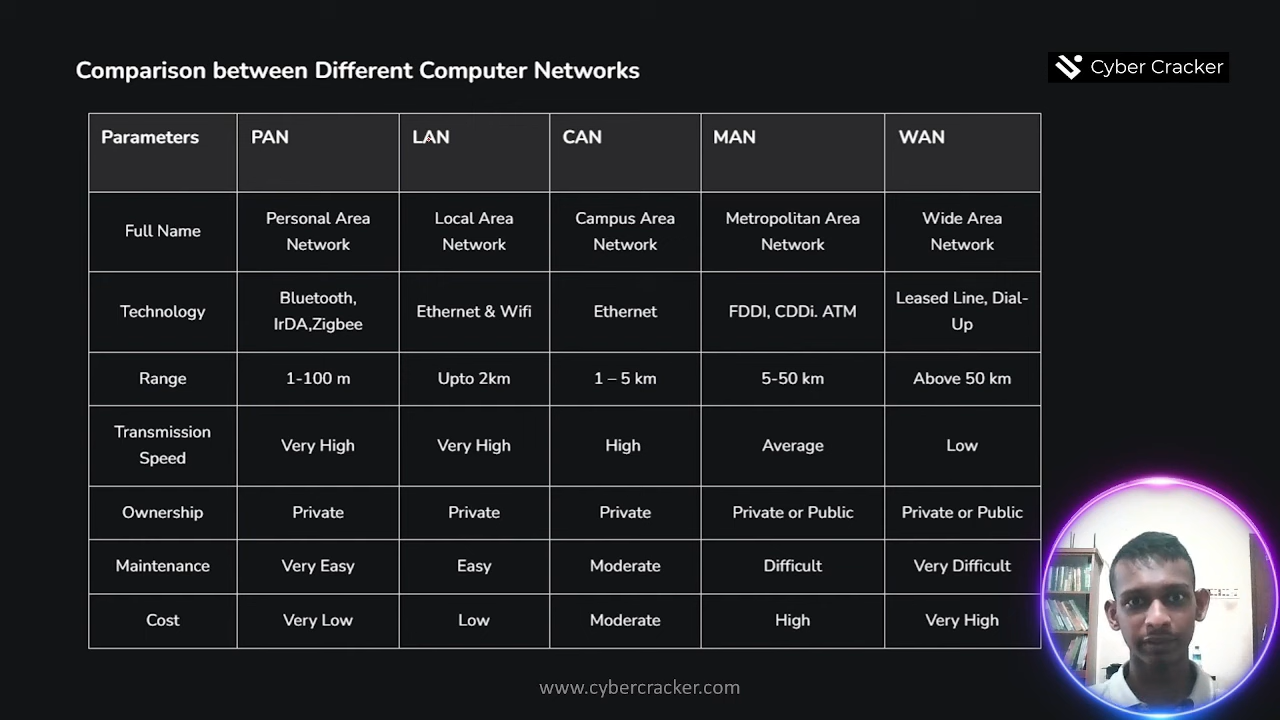 Comparison between Different Computer Networks
Cyber Cracker
Parameters PAN LAN CAN MAN WAN
Full Name Personal Area Network Local Area Network Campus Area Network Metropolitan Area Network Wide Area Network
Technology Bluetooth, IrDA,Zigbee Ethernet & Wifi Ethernet FDDI, CDDi. ATM Leased Line, Dial-Up
Range 1-100 m Upto 2km 1 – 5 km 5-50 km Above 50 km
Transmission Speed Very High Very High High Average Low
Ownership Private Private Private Private or Public Private or Public
Maintenance Very Easy Easy Moderate Difficult Very Difficult
Cost Very Low Low Moderate High Very High
www.cybercracker.com